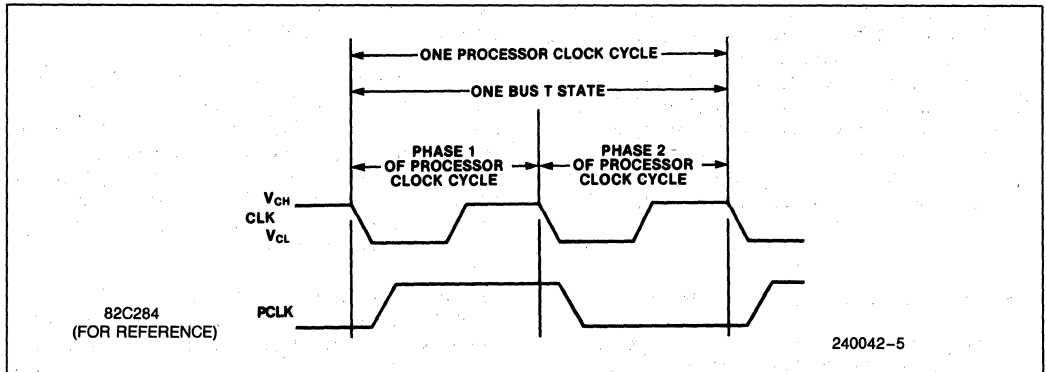 ONE PROCESSOR CLOCK CYCLE
ONE BUS T STATE
PHASE 1
OF PROCESSOR
CLOCK CYCLE
PHASE 2
OF PROCESSOR
CLOCK CYCLE
VCH
CLK
VCL
PCLK
82C284
(FOR REFERENCE)
240042-5